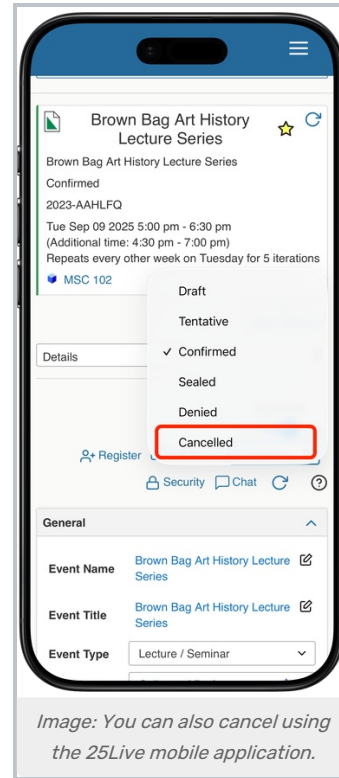 Brown Bag Art History
Lecture Series
Brown Bag Art History Lecture Series
Confirmed
2023-AAHLFQ
Tue Sep 09 2025 5:00 pm - 6:30 pm
(Additional time: 4:30 pm - 7:00 pm)
Repeats every other week on Tuesday for 5 iterations
MSC 102
Draft
Tentative
Details
✓ Confirmed
Sealed
Denied
Cancelled
Register
Security Chat
General
Event Name Brown Bag Art History Lecture
Series
Event Title Brown Bag Art History Lecture
Series
Event Type Lecture / Seminar
Image: You can also cancel using
the 25Live mobile application.